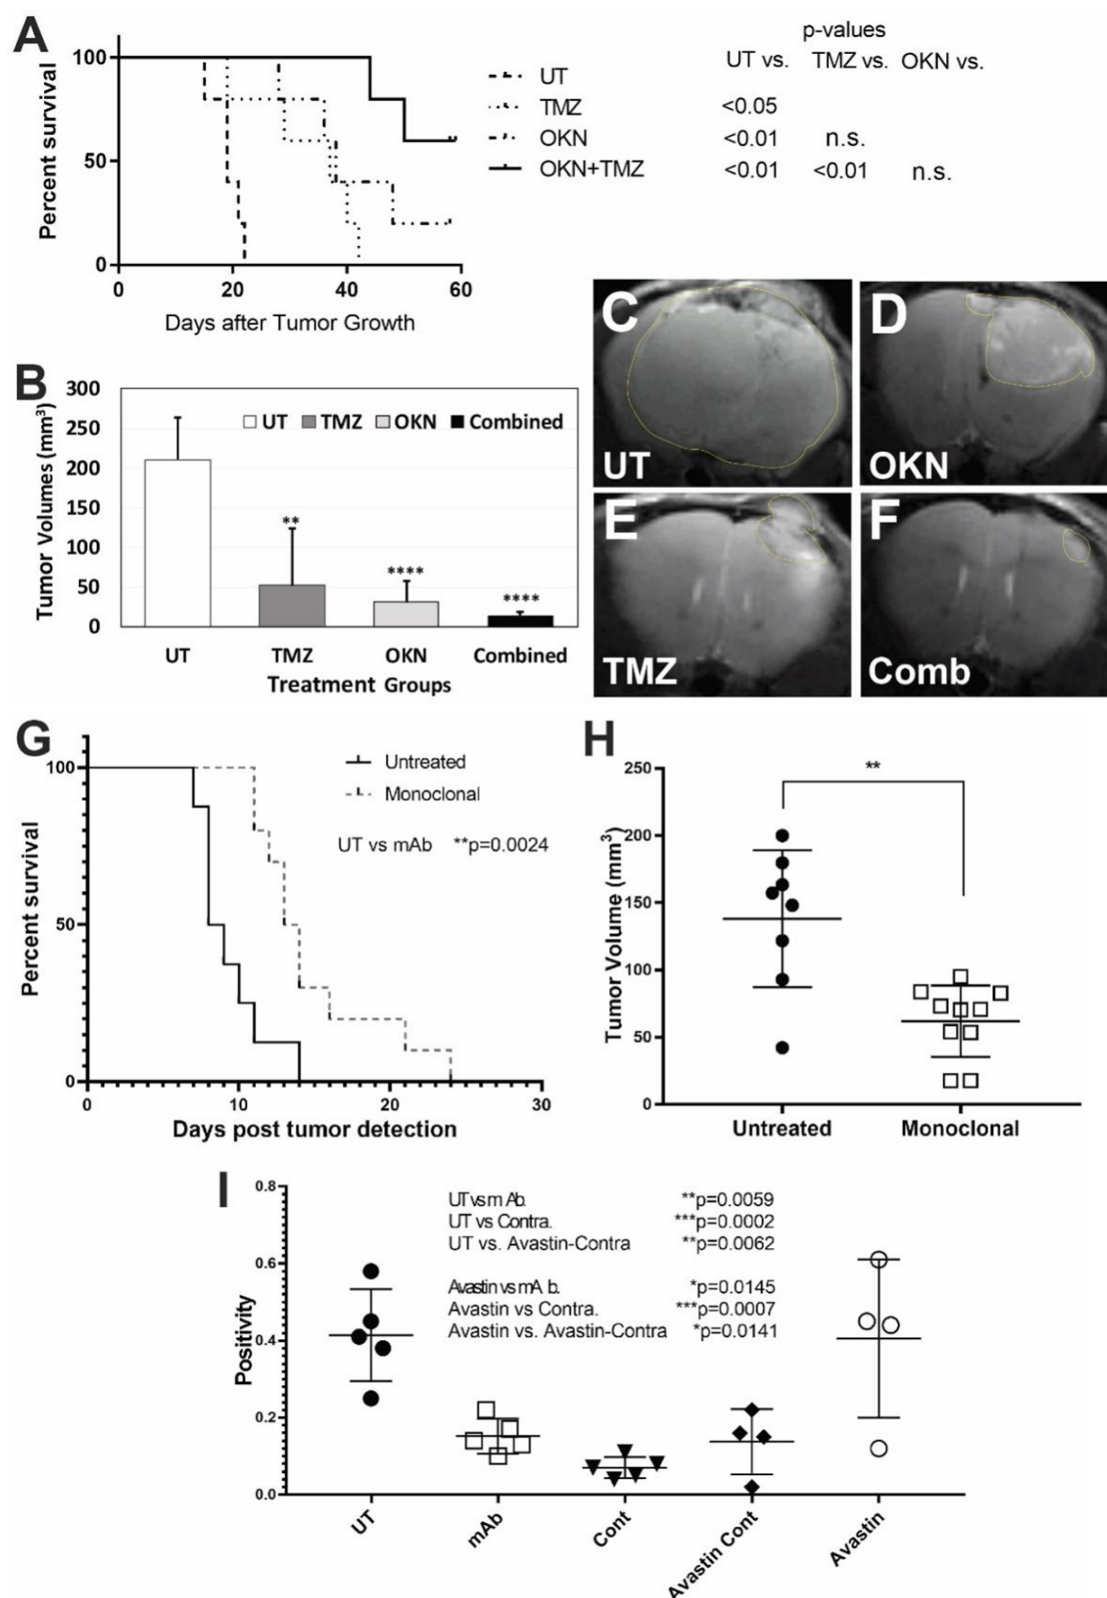 A
p-values
UT vs. TMZ vs. OKN vs.
UT
TMZ <0.05
OKN <0.01 n.s.
OKN+TMZ <0.01 <0.01 n.s.
Percent survival
100
50
0
0 20 40 60
Days after Tumor Growth
B
Tumor Volumes (mm³)
300
250
200
150
100
50
0
UT TMZ OKN Combined
**
****
****
UT TMZ OKN Combined
Treatment Groups
C
UT
D
OKN
E
TMZ
F
Comb
G
Percent survival
100
50
0
Untreated
Monoclonal
UT vs mAb **p=0.0024
0 10 20 30
Days post tumor detection
H
Tumor Volume (mm³)
250
200
150
100
50
0
**
Untreated Monoclonal
I
Positivity
0.8
0.6
0.4
0.2
0.0
UT vs m Ab. **p=0.0059
UT vs Contra. ***p=0.0002
UT vs. Avastin-Contra **p=0.0062
Avastin vs mA b. *p=0.0145
Avastin vs Contra. ***p=0.0007
Avastin vs. Avastin-Contra *p=0.0141
UT
mAb
Cont
Avastin Cont
Avastin